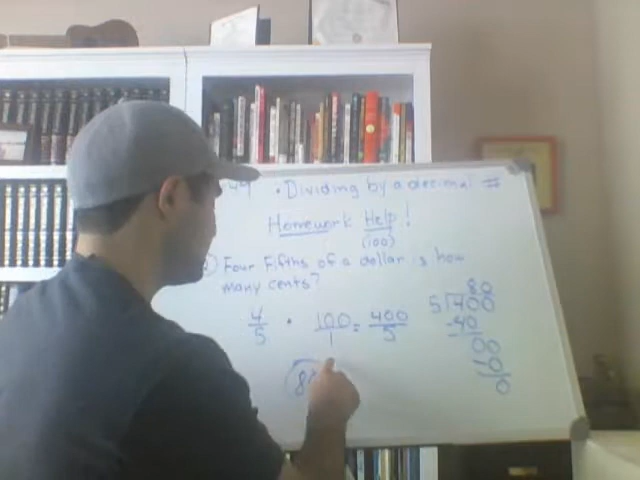 49 • Dividing by a decimal #
Homework Help!
(100)
Four Fifths of a dollar is how
many cents?
4/5 • 100/1 = 400/5
80
5)400
-40
00
-0
0